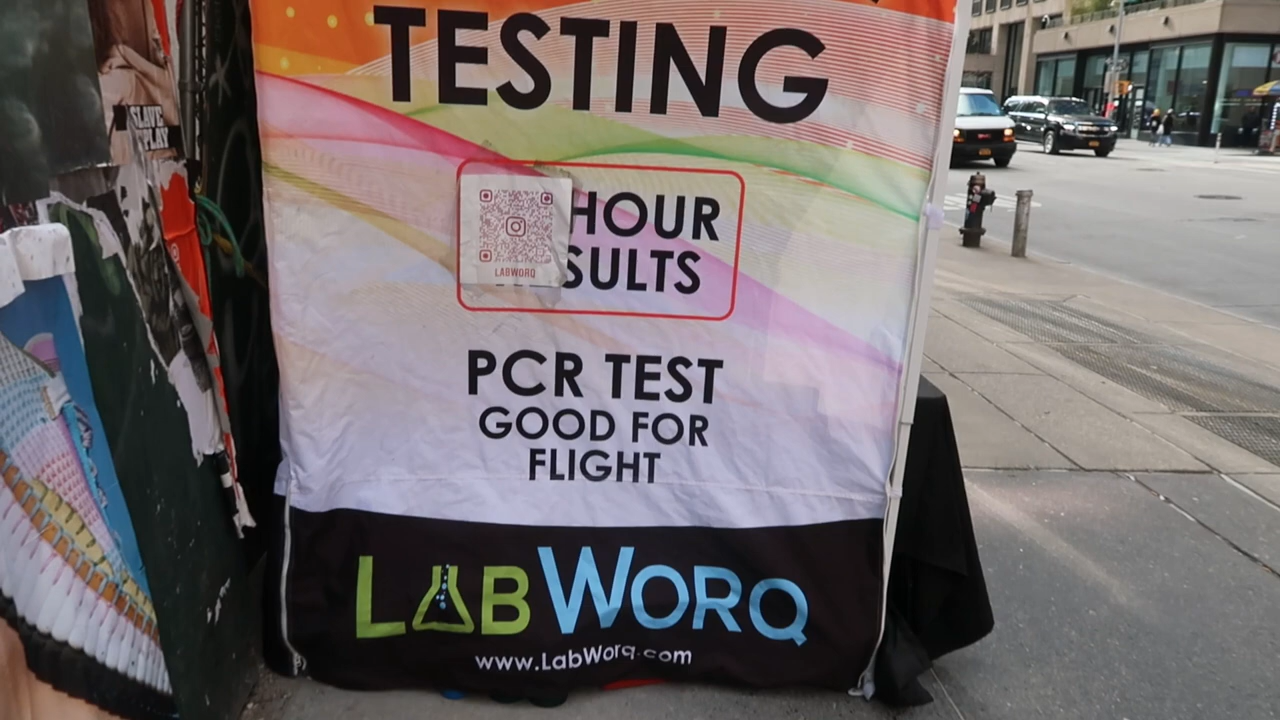 TESTING
HOUR
SULTS
LABWORQ
PCR TEST
GOOD FOR
FLIGHT
LABWORQ
www.LabWorq.com
SLAVE
PLAY